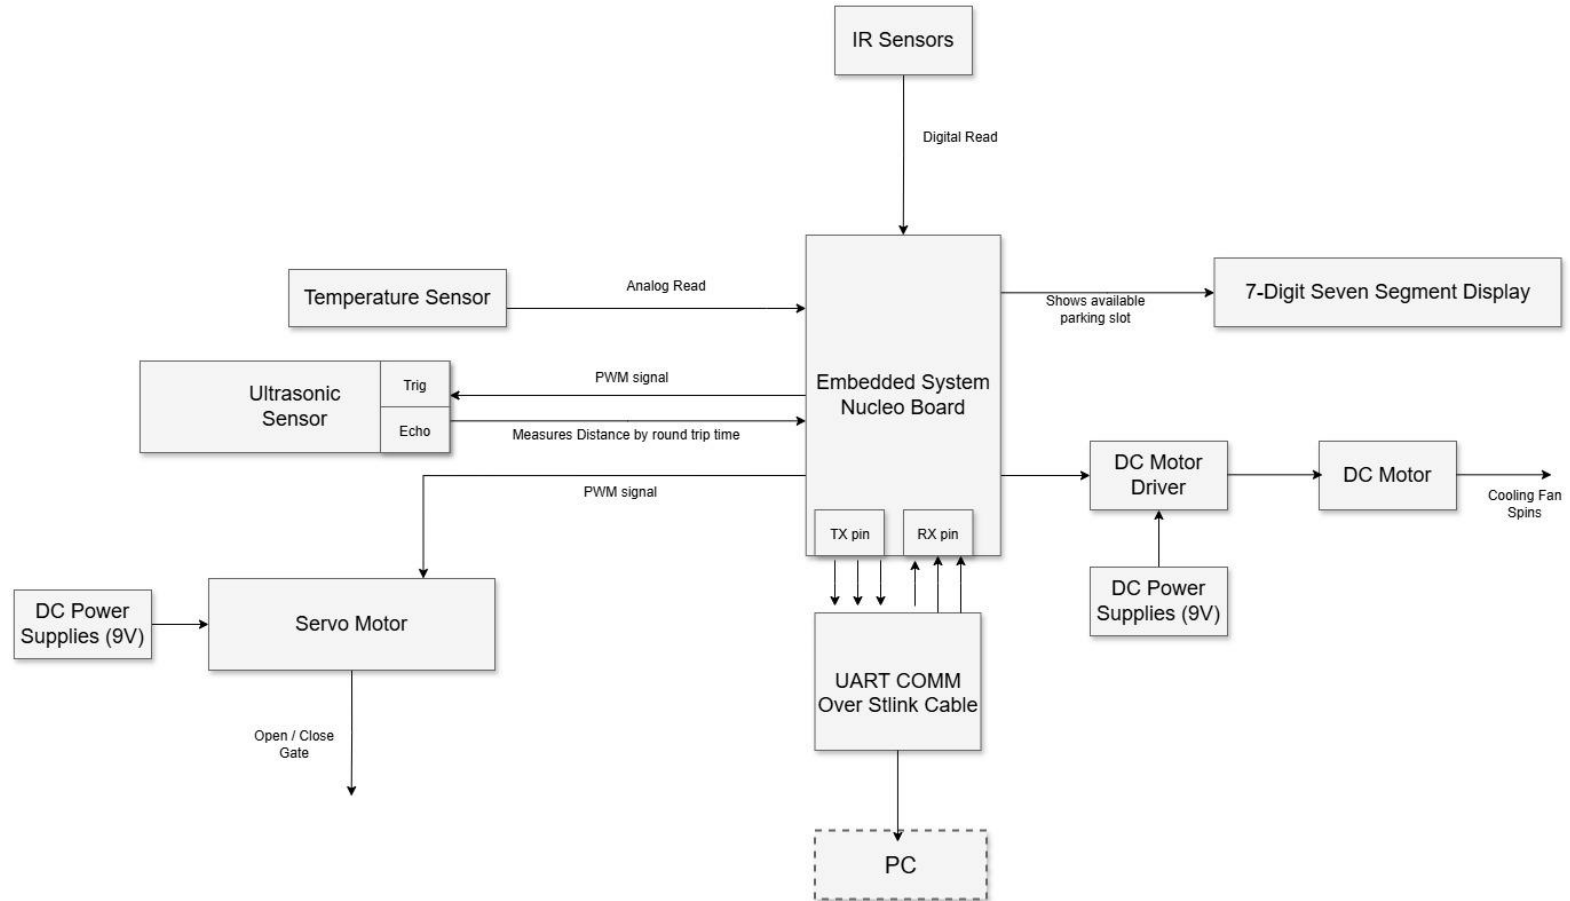 IR Sensors
Digital Read
Temperature Sensor
Analog Read
Shows available
parking slot
7-Digit Seven Segment Display
Ultrasonic
Sensor
Trig
Echo
PWM signal
Measures Distance by round trip time
Embedded System
Nucleo Board
PWM signal
DC Motor
Driver
DC Motor
Cooling Fan
Spins
TX pin
RX pin
DC Power
Supplies (9V)
Servo Motor
DC Power
Supplies (9V)
UART COMM
Over Stlink Cable
Open / Close
Gate
PC